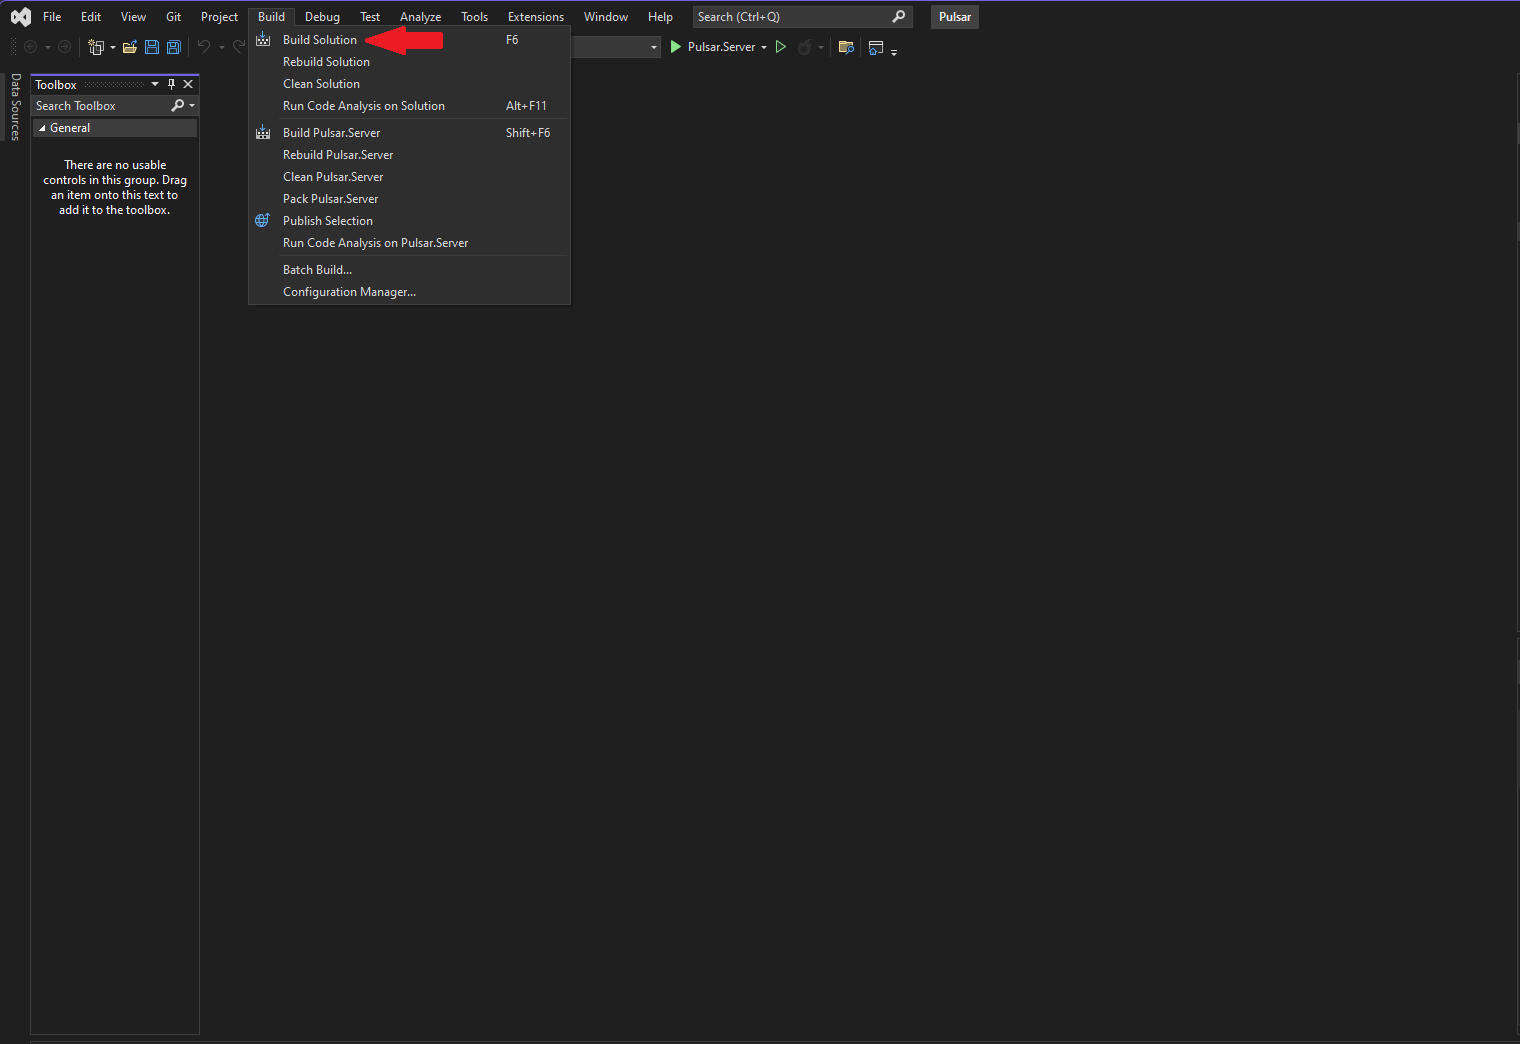 File Edit View Git Project Build Debug Test Analyze Tools Extensions Window Help Search (Ctrl+Q) Pulsar
Pulsar.Server
Data Sources
Toolbox
Search Toolbox
General
There are no usable
controls in this group. Drag
an item onto this text to
add it to the toolbox.
Build Solution F6
Rebuild Solution
Clean Solution
Run Code Analysis on Solution Alt+F11
Build Pulsar.Server Shift+F6
Rebuild Pulsar.Server
Clean Pulsar.Server
Pack Pulsar.Server
Publish Selection
Run Code Analysis on Pulsar.Server
Batch Build...
Configuration Manager...